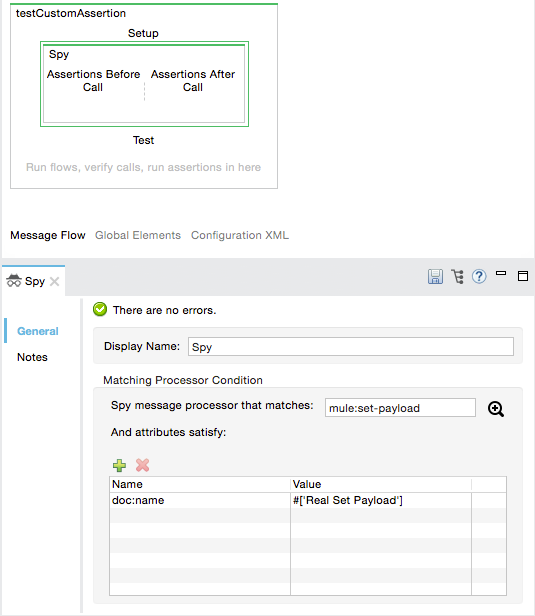 testCustomAssertion
Setup
Spy
Assertions Before Call
Assertions After Call
Test
Run flows, verify calls, run assertions in here
Message Flow Global Elements Configuration XML
Spy
There are no errors.
General
Notes
Display Name: Spy
Matching Processor Condition
Spy message processor that matches: mule:set-payload
And attributes satisfy:
Name Value
doc:name #['Real Set Payload']